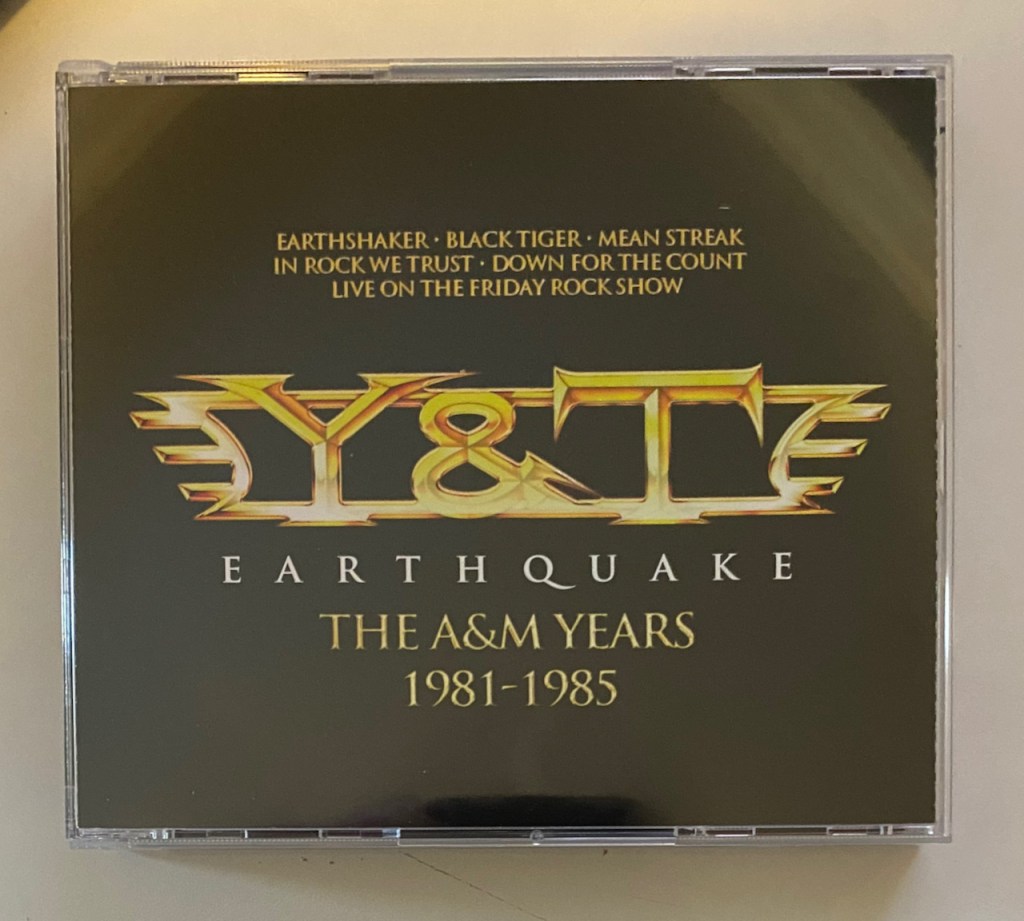 EARTHSHAKER · BLACK TIGER · MEAN STREAK
IN ROCK WE TRUST · DOWN FOR THE COUNT
LIVE ON THE FRIDAY ROCK SHOW
Y&T
EARTHQUAKE
THE A&M YEARS
1981-1985